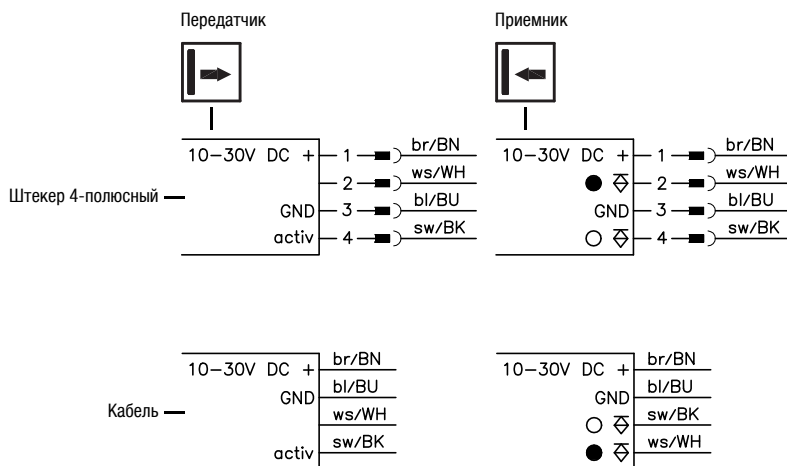 Передатчик
Приемник
10–30V DC +
1
br/BN
2
ws/WH
GND
3
bl/BU
activ
4
sw/BK
Штекер 4-полюсный
10–30V DC +
1
br/BN
2
ws/WH
GND
3
bl/BU
4
sw/BK
10–30V DC +
br/BN
GND
bl/BU
ws/WH
activ
sw/BK
Кабель
10–30V DC +
br/BN
GND
bl/BU
sw/BK
ws/WH